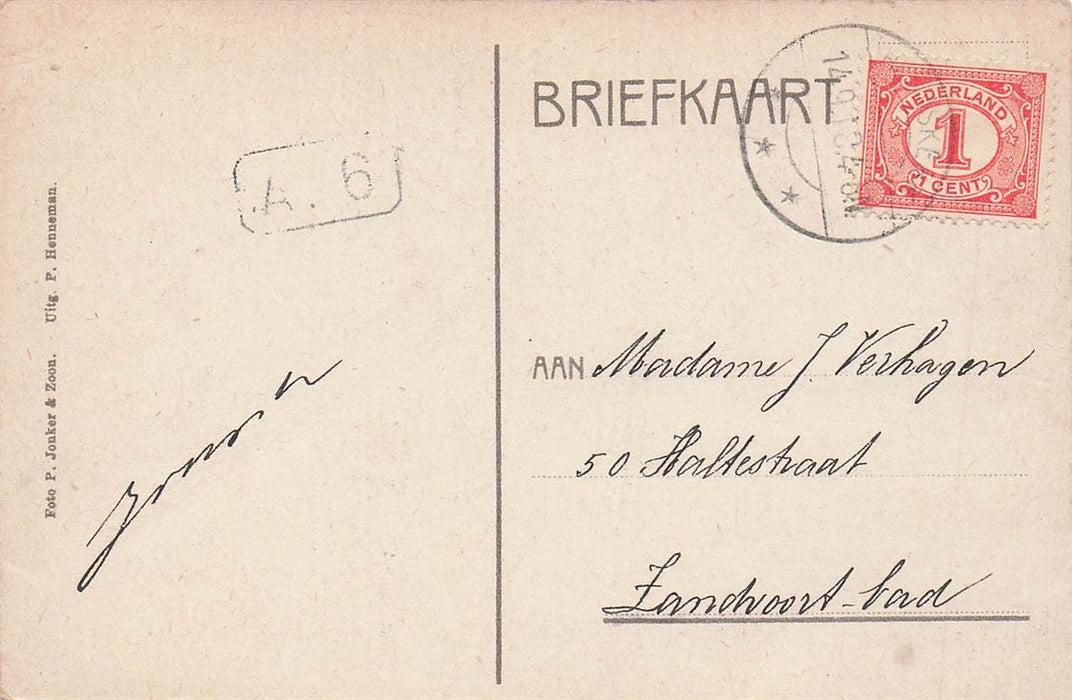 BRIEFKAART
NEDERLAND
1
1 CENT
A. 6
Foto P. Jonker & Zoon. Uitg. P. Henneman.
AAN Madame J. Verhagen
50 Haltestraat
Zandvoort-bad